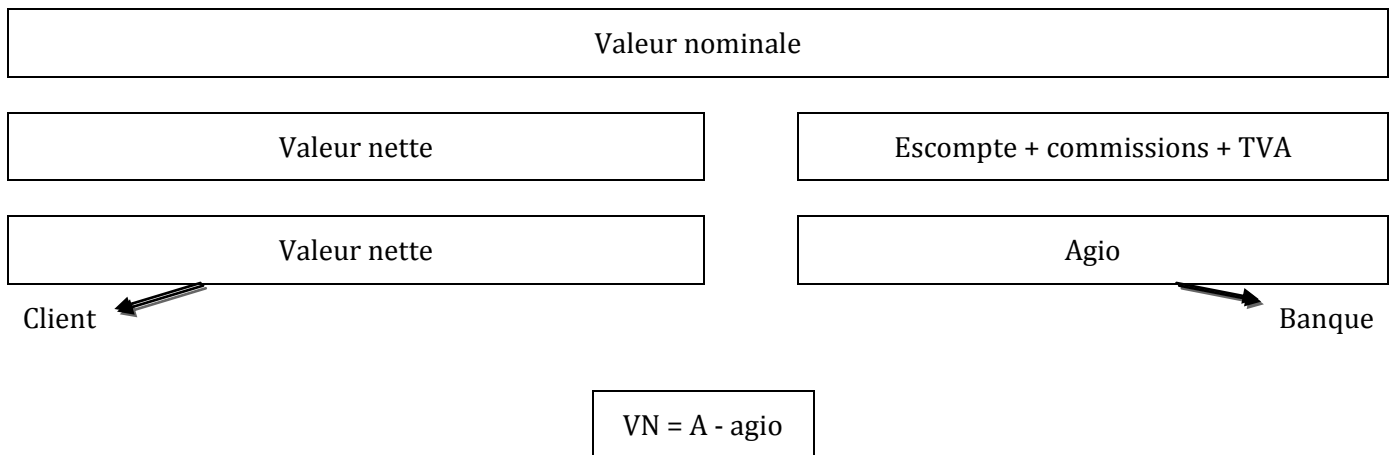 Valeur nominale
Valeur nette
Escompte + commissions + TVA
Valeur nette
Agio
Client
Banque
VN = A - agio